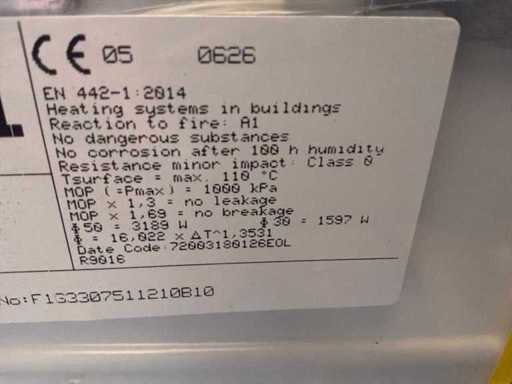 CE 05 0626
EN 442-1:2014
Heating systems in buildings
Reaction to fire: A1
No dangerous substances
No corrosion after 100 h humidity
Resistance minor impact: Class 0
Tsurface = max. 110 °C
MOP (=Pmax) = 1000 kPa
MOP x 1,3 = no leakage
MOP x 1,69 = no breakage
Φ50 = 3189 W Φ30 = 1597 W
Φ = 16,022 x ΔT^1,3531
Date Code:72003180126EOL
R9016
No:F1G3307511210B10